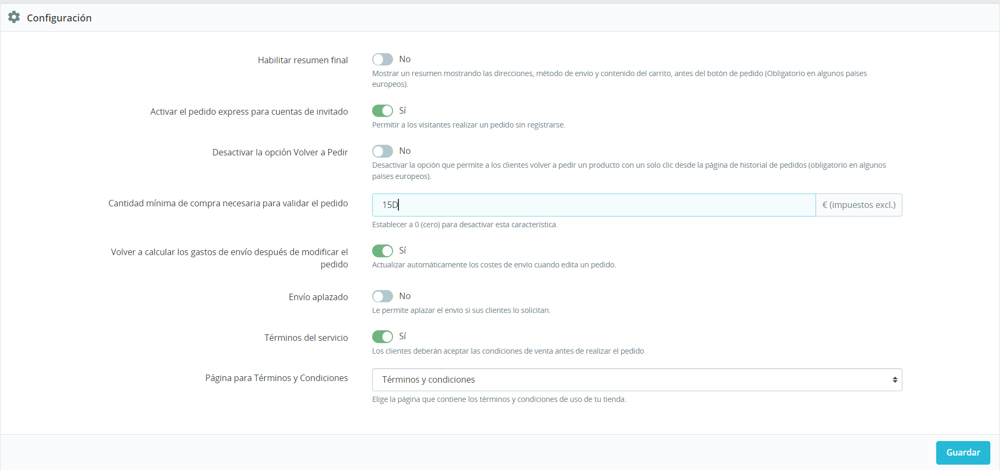 Configuración
Habilitar resumen final
No
Mostrar un resumen mostrando las direcciones, método de envío y contenido del carrito, antes del botón de pedido (Obligatorio en algunos países
europeos).
Activar el pedido express para cuentas de invitado
Sí
Permitir a los visitantes realizar un pedido sin registrarse.
Desactivar la opción Volver a Pedir
No
Desactivar la opción que permite a los clientes volver a pedir un producto con un solo clic desde la página de historial de pedidos (obligatorio en algunos
países europeos).
Cantidad mínima de compra necesaria para validar el pedido
15D
€ (impuestos excl.)
Establecer a 0 (cero) para desactivar esta característica.
Volver a calcular los gastos de envío después de modificar el
pedido
Sí
Actualizar automáticamente los costes de envío cuando edita un pedido.
Envío aplazado
No
Le permite aplazar el envío si sus clientes lo solicitan.
Términos del servicio
Sí
Los clientes deberán aceptar las condiciones de venta antes de realizar el pedido
Página para Términos y Condiciones
Términos y condiciones
Elige la página que contiene los términos y condiciones de uso de tu tienda.
Guardar